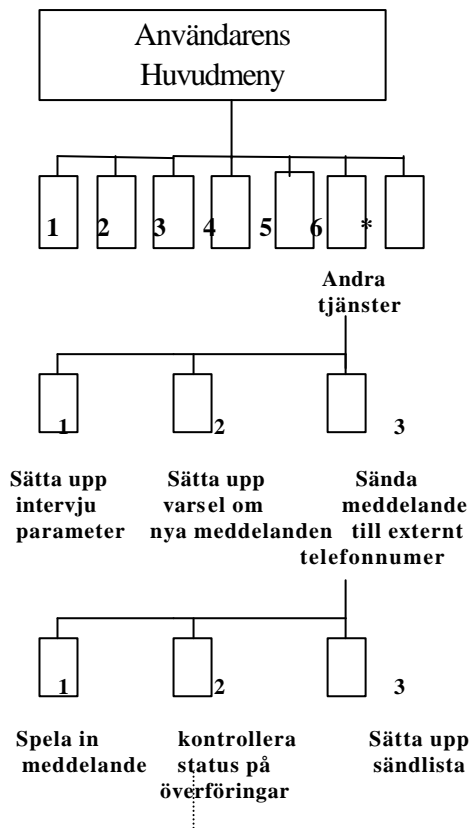 Användarens
Huvudmeny
1 2 3 4 5 6 *
Andra
tjänster
1 2 3
Sätta upp
intervju
parameter
Sätta upp
varsel om
nya meddelanden
Sända
meddelande
till externt
telefonnumer
1 2 3
Spela in
meddelande
kontrollera
status på
överföringar
Sätta upp
sändlista